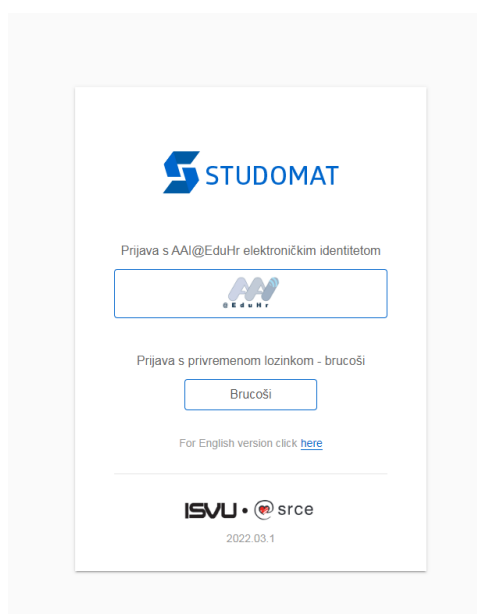 STUDOMAT
Prijava s AAI@EduHr elektroničkim identitetom
AAI
@EduHr
Prijava s privremenom lozinkom - brucoši
Brucoši
For English version click here
ISVU • srce
2022.03.1